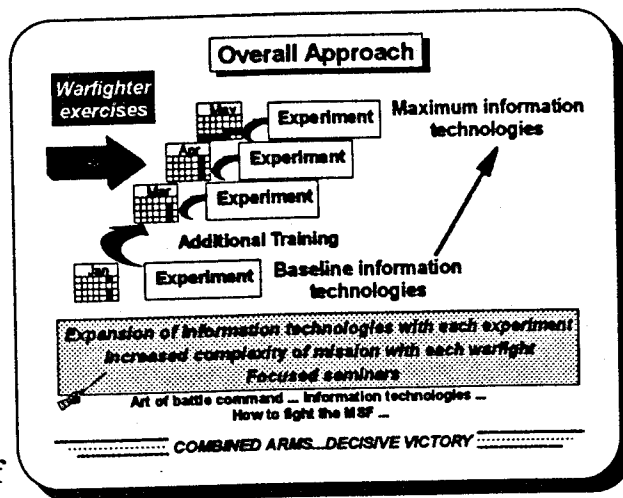 Overall Approach
Warfighter
exercises
May
Experiment
Maximum information
technologies
Apr
Experiment
Mar
Experiment
Additional Training
Jan
Experiment
Baseline information
technologies
Expansion of information technologies with each experiment
Increased complexity of mission with each warfight
Focused seminars
Art of battle command ... Information technologies ...
How to fight the MSF ...
COMBINED ARMS...DECISIVE VICTORY
f